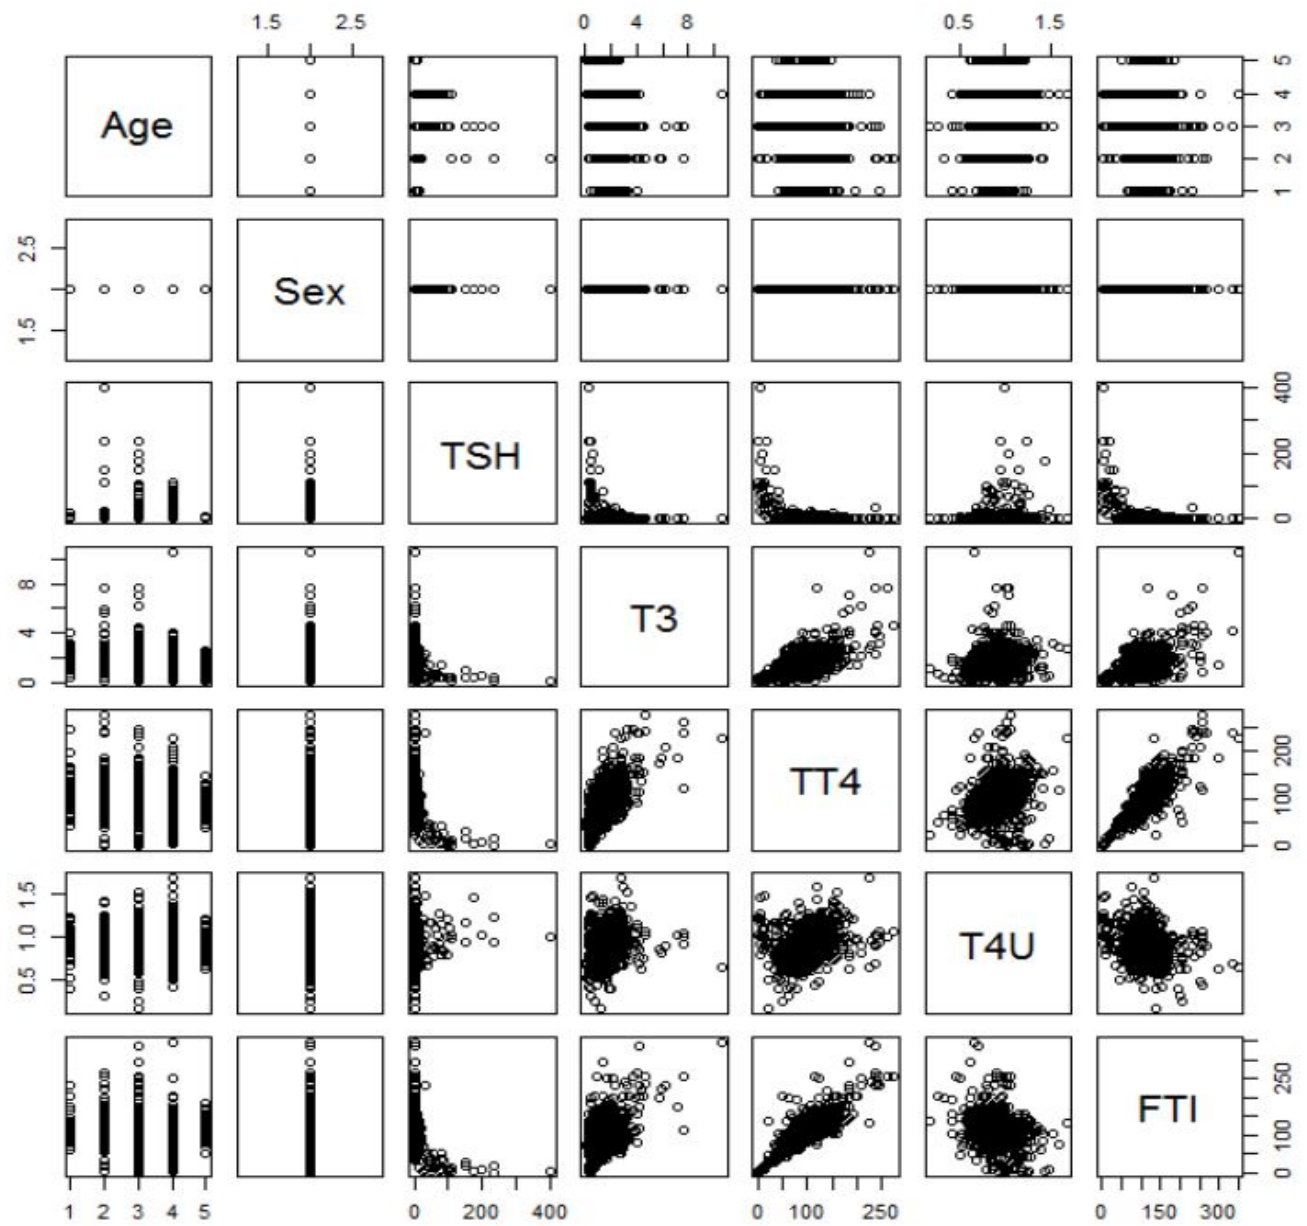 1.5 2.5 0 4 8 0.5 1.5
Age 1 2 3 4 5
1.5 2.5 Sex
TSH 0 200 400
0 4 8 T3
TT4 0 100 200
0.5 1.0 1.5 T4U
FTI 0 100 250
1 2 3 4 5 0 200 400 0 100 250 0 150 300